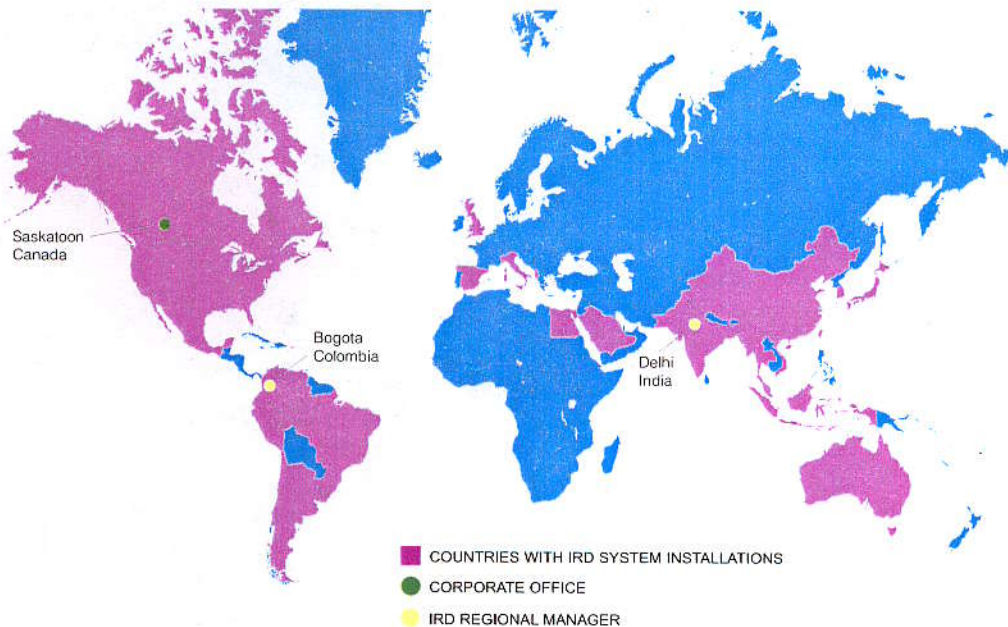 Saskatoon
Canada
Bogota
Colombia
Delhi
India
COUNTRIES WITH IRD SYSTEM INSTALLATIONS
CORPORATE OFFICE
IRD REGIONAL MANAGER